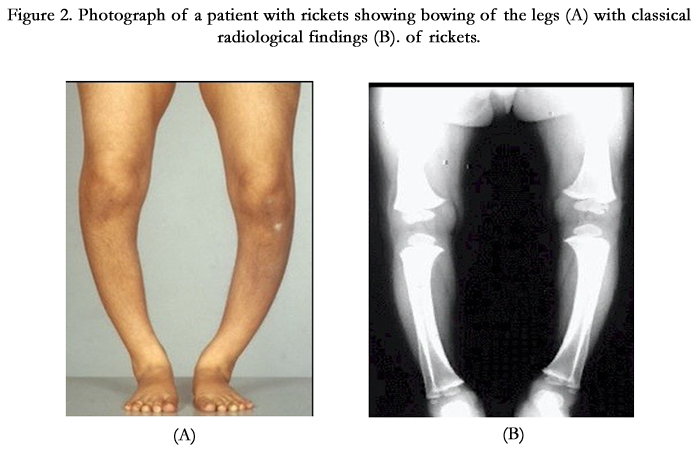 Figure 2. Photograph of a patient with rickets showing bowing of the legs (A) with classical
radiological findings (B). of rickets.
(A)
(B)